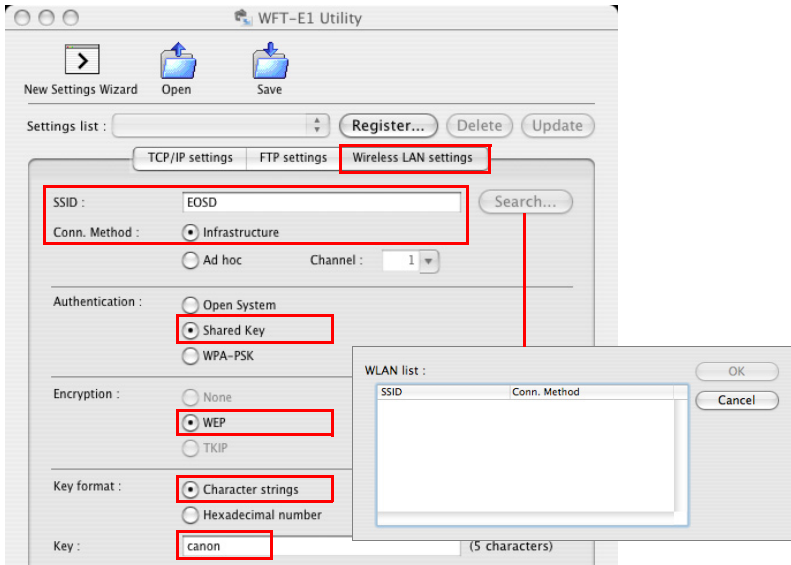 WFT-E1 Utility
New Settings Wizard Open Save
Settings list : Register... Delete Update
TCP/IP settings FTP settings Wireless LAN settings
SSID : EOSD Search...
Conn. Method : Infrastructure
Ad hoc Channel : 1
Authentication : Open System
Shared Key
WPA-PSK
Encryption : None
WEP
TKIP
Key format : Character strings
Hexadecimal number
Key : canon (5 characters)
WLAN list : OK
SSID Conn. Method Cancel